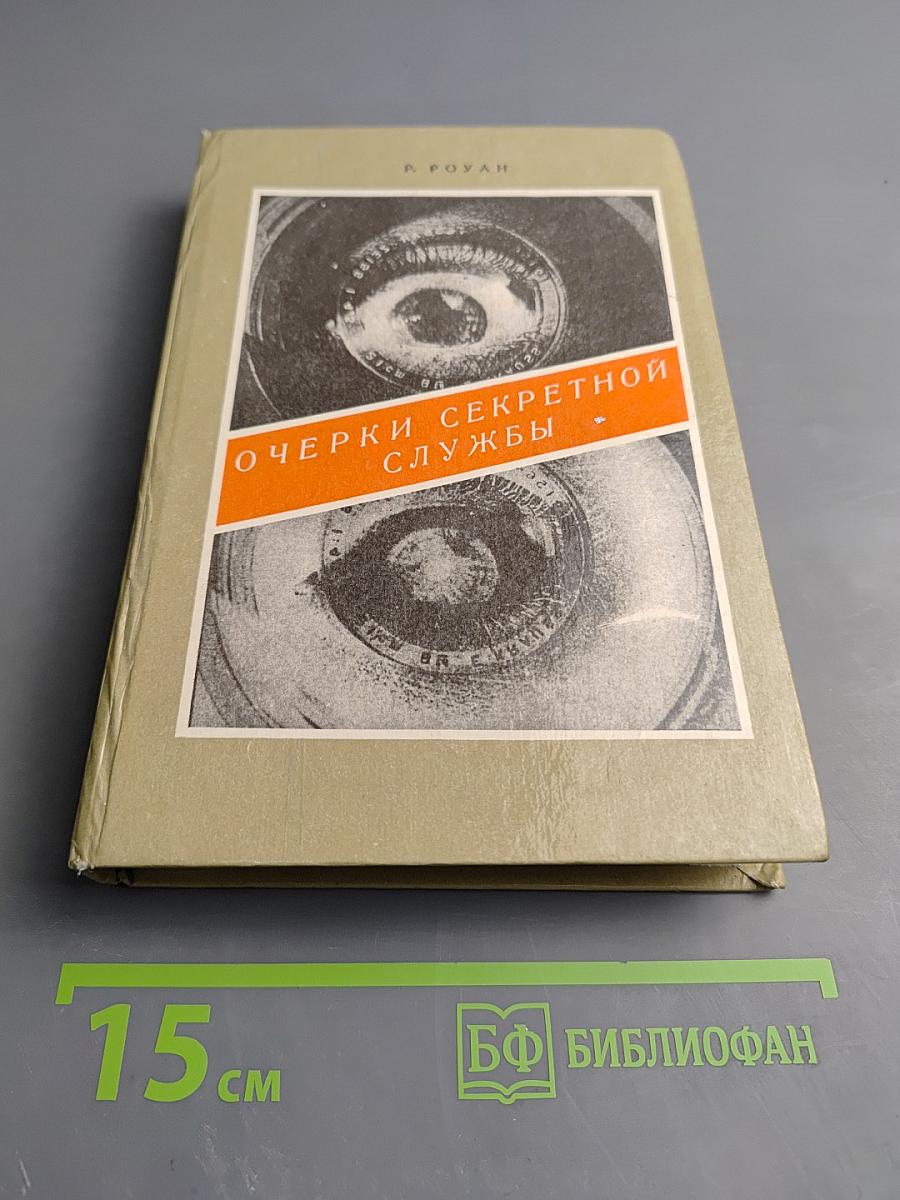 Р. РОУАН
ОЧЕРКИ СЕКРЕТНОЙ
СЛУЖБЫ
15 см
БФ БИБЛИОФАН